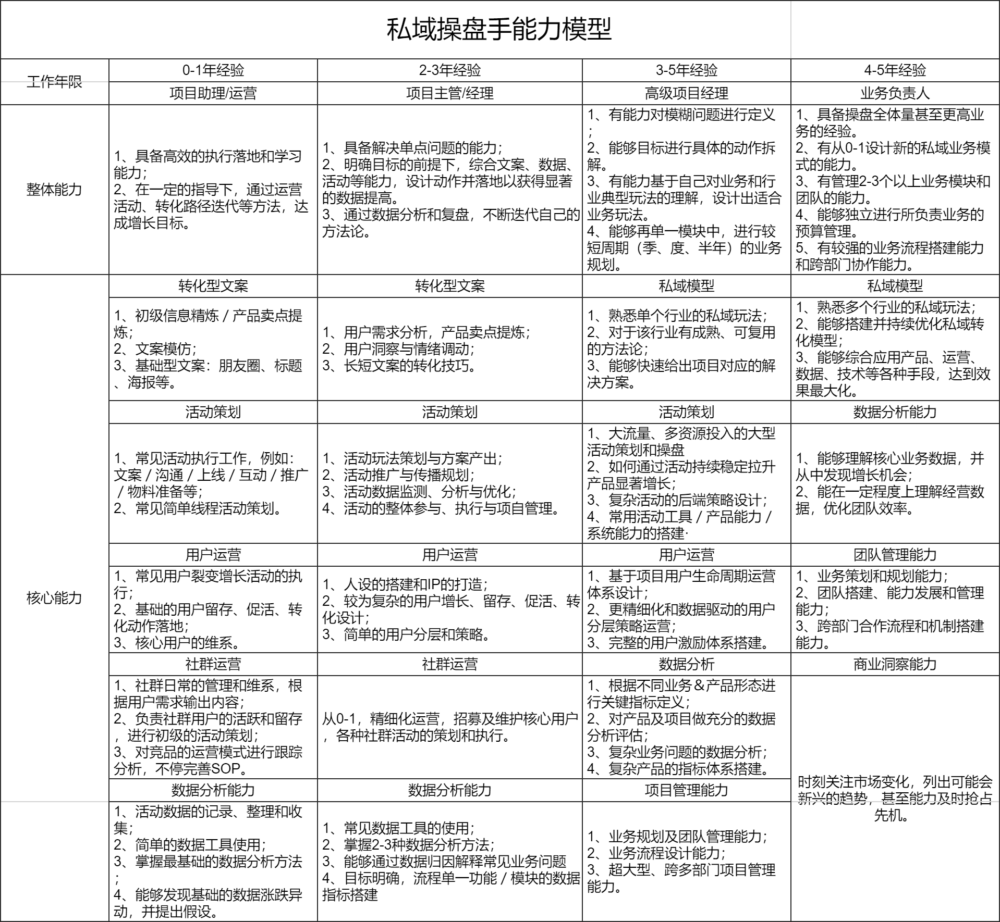 私域操盘手能力模型
工作年限
0-1年经验
2-3年经验
3-5年经验
4-5年经验
项目助理/运营
项目主管/经理
高级项目经理
业务负责人
整体能力
1、具备高效的执行落地和学习
能力；
2、在一定的指导下，通过运营
活动、转化路径迭代等方法，达
成增长目标。
1、具备解决单点问题的能力；
2、明确目标的前提下，综合文案、数据、
活动等能力，设计动作并落地以获得显著
的数据提高。
3、通过数据分析和复盘，不断迭代自己的
方法论。
1、有能力对模糊问题进行定义
；
2、能够目标进行具体的动作拆
解。
3、有能力基于自己对业务和行
业典型玩法的理解，设计出适合
业务玩法。
4、能够再单一模块中，进行较
短周期（季、度、半年）的业务
规划。
1、具备操盘全体量甚至更高业
务的经验。
2、有从0-1设计新的私域业务模
式的能力。
3、有管理2-3个以上业务模块和
团队的能力。
4、能够独立进行所负责业务的
预算管理。
5、有较强的业务流程搭建能力
和跨部门协作能力。
核心能力
转化型文案
转化型文案
私域模型
私域模型
1、初级信息精炼 / 产品卖点提
炼；
2、文案模仿；
3、基础型文案：朋友圈、标题
、海报等。
1、用户需求分析，产品卖点提炼；
2、用户洞察与情绪调动；
3、长短文案的转化技巧。
1、熟悉单个行业的私域玩法；
2、对于该行业有成熟、可复用
的方法论；
3、能够快速给出项目对应的解
决方案。
1、熟悉多个行业的私域玩法；
2、能够搭建并持续优化私域转
化模型；
3、能够综合应用产品、运营、
数据、技术等各种手段，达到效
果最大化。
活动策划
活动策划
活动策划
数据分析能力
1、常见活动执行工作，例如：
文案 / 沟通 / 上线 / 互动 / 推广
/ 物料准备等；
2、常见简单线程活动策划。
1、活动玩法策划与方案产出；
2、活动推广与传播规划；
3、活动数据监测、分析与优化；
4、活动的整体参与、执行与项自管理。
1、大流量、多资源投入的大型
活动策划和操盘
2、如何通过活动持续稳定拉升
产品显著增长；
3、复杂活动的后端策略设计；
4、常用活动工具 / 产品能力 /
系统能力的搭建·
1、能够理解核心业务数据，并
从中发现增长机会；
2、能在一定程度上理解经营数
据，优化团队效率。
用户运营
用户运营
用户运营
团队管理能力
1、常见用户裂变增长活动的执
行；
2、基础的用户留存、促活、转
化动作落地；
3、核心用户的维系。
1、人设的搭建和IP的打造；
2、较为复杂的用户增长、留存、促活、转
化设计；
3、简单的用户分层和策略。
1、基于项目用户生命周期运营
体系设计；
2、更精细化和数据驱动的用户
分层策略运营；
3、完整的用户激励体系搭建。
1、业务策划和规划能力；
2、团队搭建、能力发展和管理
能力；
3、跨部门合作流程和机制搭建
能力。
社群运营
社群运营
数据分析
商业洞察能力
1、社群日常的管理和维系，根
据用户需求输出内容；
2、负责社群用户的活跃和留存
，进行初级的活动策划；
3、对竞品的运营模式进行跟踪
分析，不停完善SOP。
从0-1，精细化运营，招募及维护核心用户
，各种社群活动的策划和执行。
1、根据不同业务＆产品形态进
行关键指标定义；
2、对产品及项目做充分的数据
分析评估；
3、复杂业务问题的数据分析；
4、复杂产品的指标体系搭建。
时刻关注市场变化，列出可能会
新兴的趋势，甚至能力及时抢占
先机。
数据分析能力
数据分析能力
项目管理能力
1、活动数据的记录、整理和收
集；
2、简单的数据工具使用；
3、掌握最基础的数据分析方法
；
4、能够发现基础的数据涨跌异
动，并提出假设。
1、常见数据工具的使用；
2、掌握2-3种数据分析方法；
3、能够通过数据归因解释常见业务问题
4、目标明确，流程单一功能 / 模块的数据
指标搭建
1、业务规划及团队管理能力；
2、业务流程设计能力；
3、超大型、跨多部门项目管理
能力。